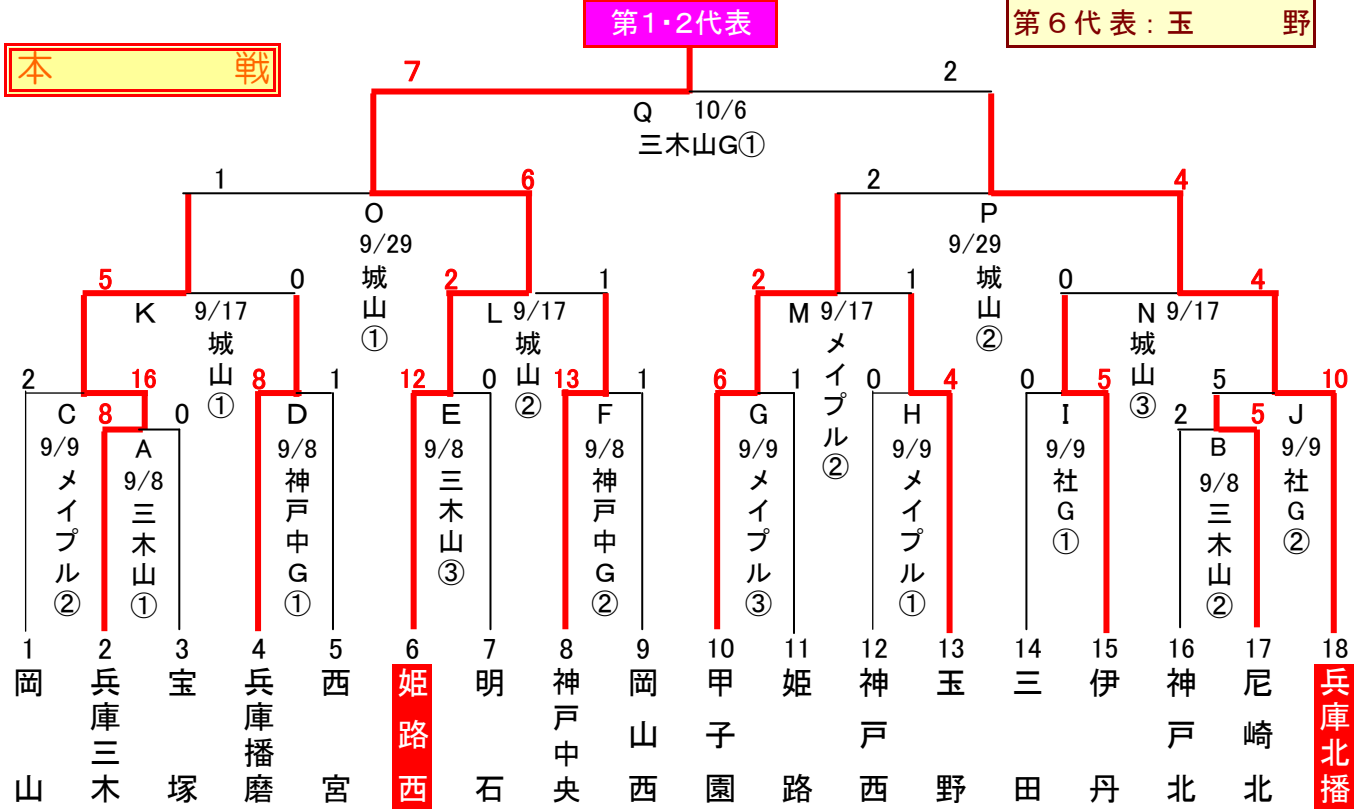 第1・2代表
第6代表：玉　野
本　戦
7
2
Q 10/6
三木山G①
1
6
2
4
O
9/29
城山①
P
9/29
城山②
5
0
2
1
2
1
0
4
K 9/17
城山①
L 9/17
城山②
M 9/17
メイプル②
N 9/17
城山③
2
16
8
1
12
0
13
1
6
1
0
4
0
5
5
10
C
9/9
メイプル②
8
0
A
9/8
三木山①
D
9/8
神戸中G①
E
9/8
三木山③
F
9/8
神戸中G②
G
9/9
メイプル③
H
9/9
メイプル①
I
9/9
社G①
2
5
B
9/8
三木山②
J
9/9
社G②
1 2 3 4 5 6 7 8 9 10 11 12 13 14 15 16 17 18
岡山
兵庫三木
宝塚
兵庫播磨
西宮
姫路西
明石
神戸中央
岡山西
甲子園
姫路
神戸西
玉野
三田
伊丹
神戸北
尼崎北
兵庫北播